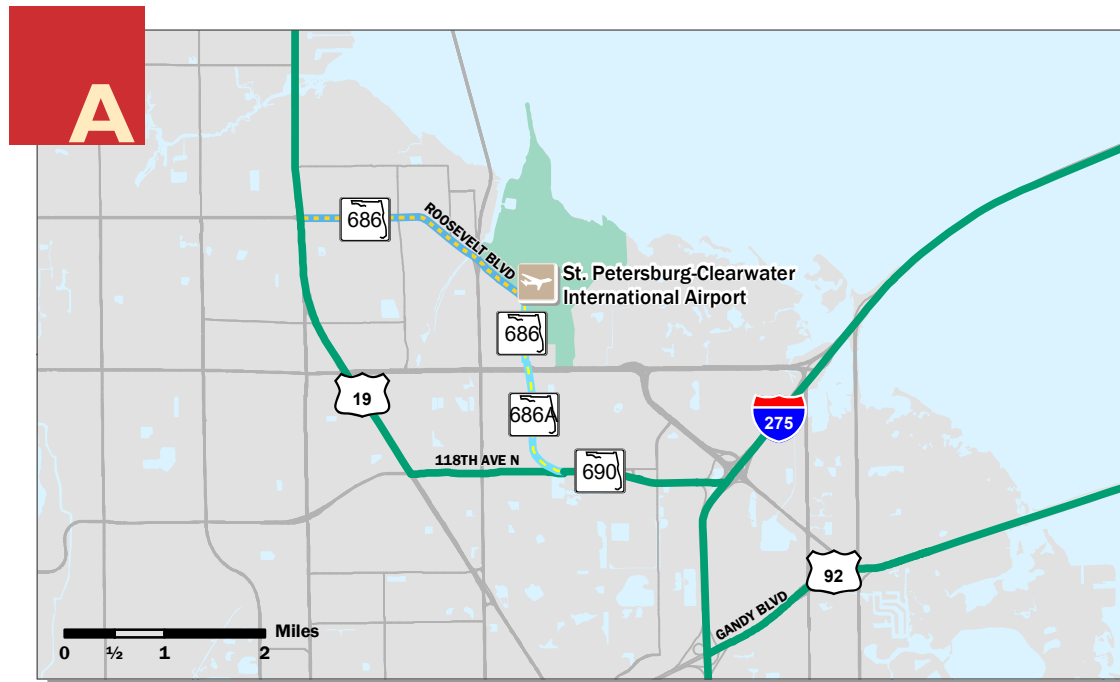 A
686
ROOSEVELT BLVD
St. Petersburg-Clearwater
International Airport
686
19
686A
275
118TH AVE N
690
92
GANDY BLVD
Miles
0 ½ 1 2